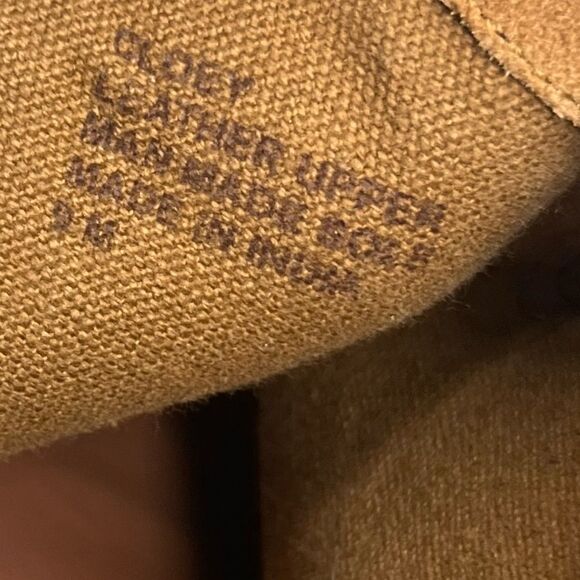 CLOEY
LEATHER UPPER
MAN MADE SOLE
MADE IN INDIA
9 M